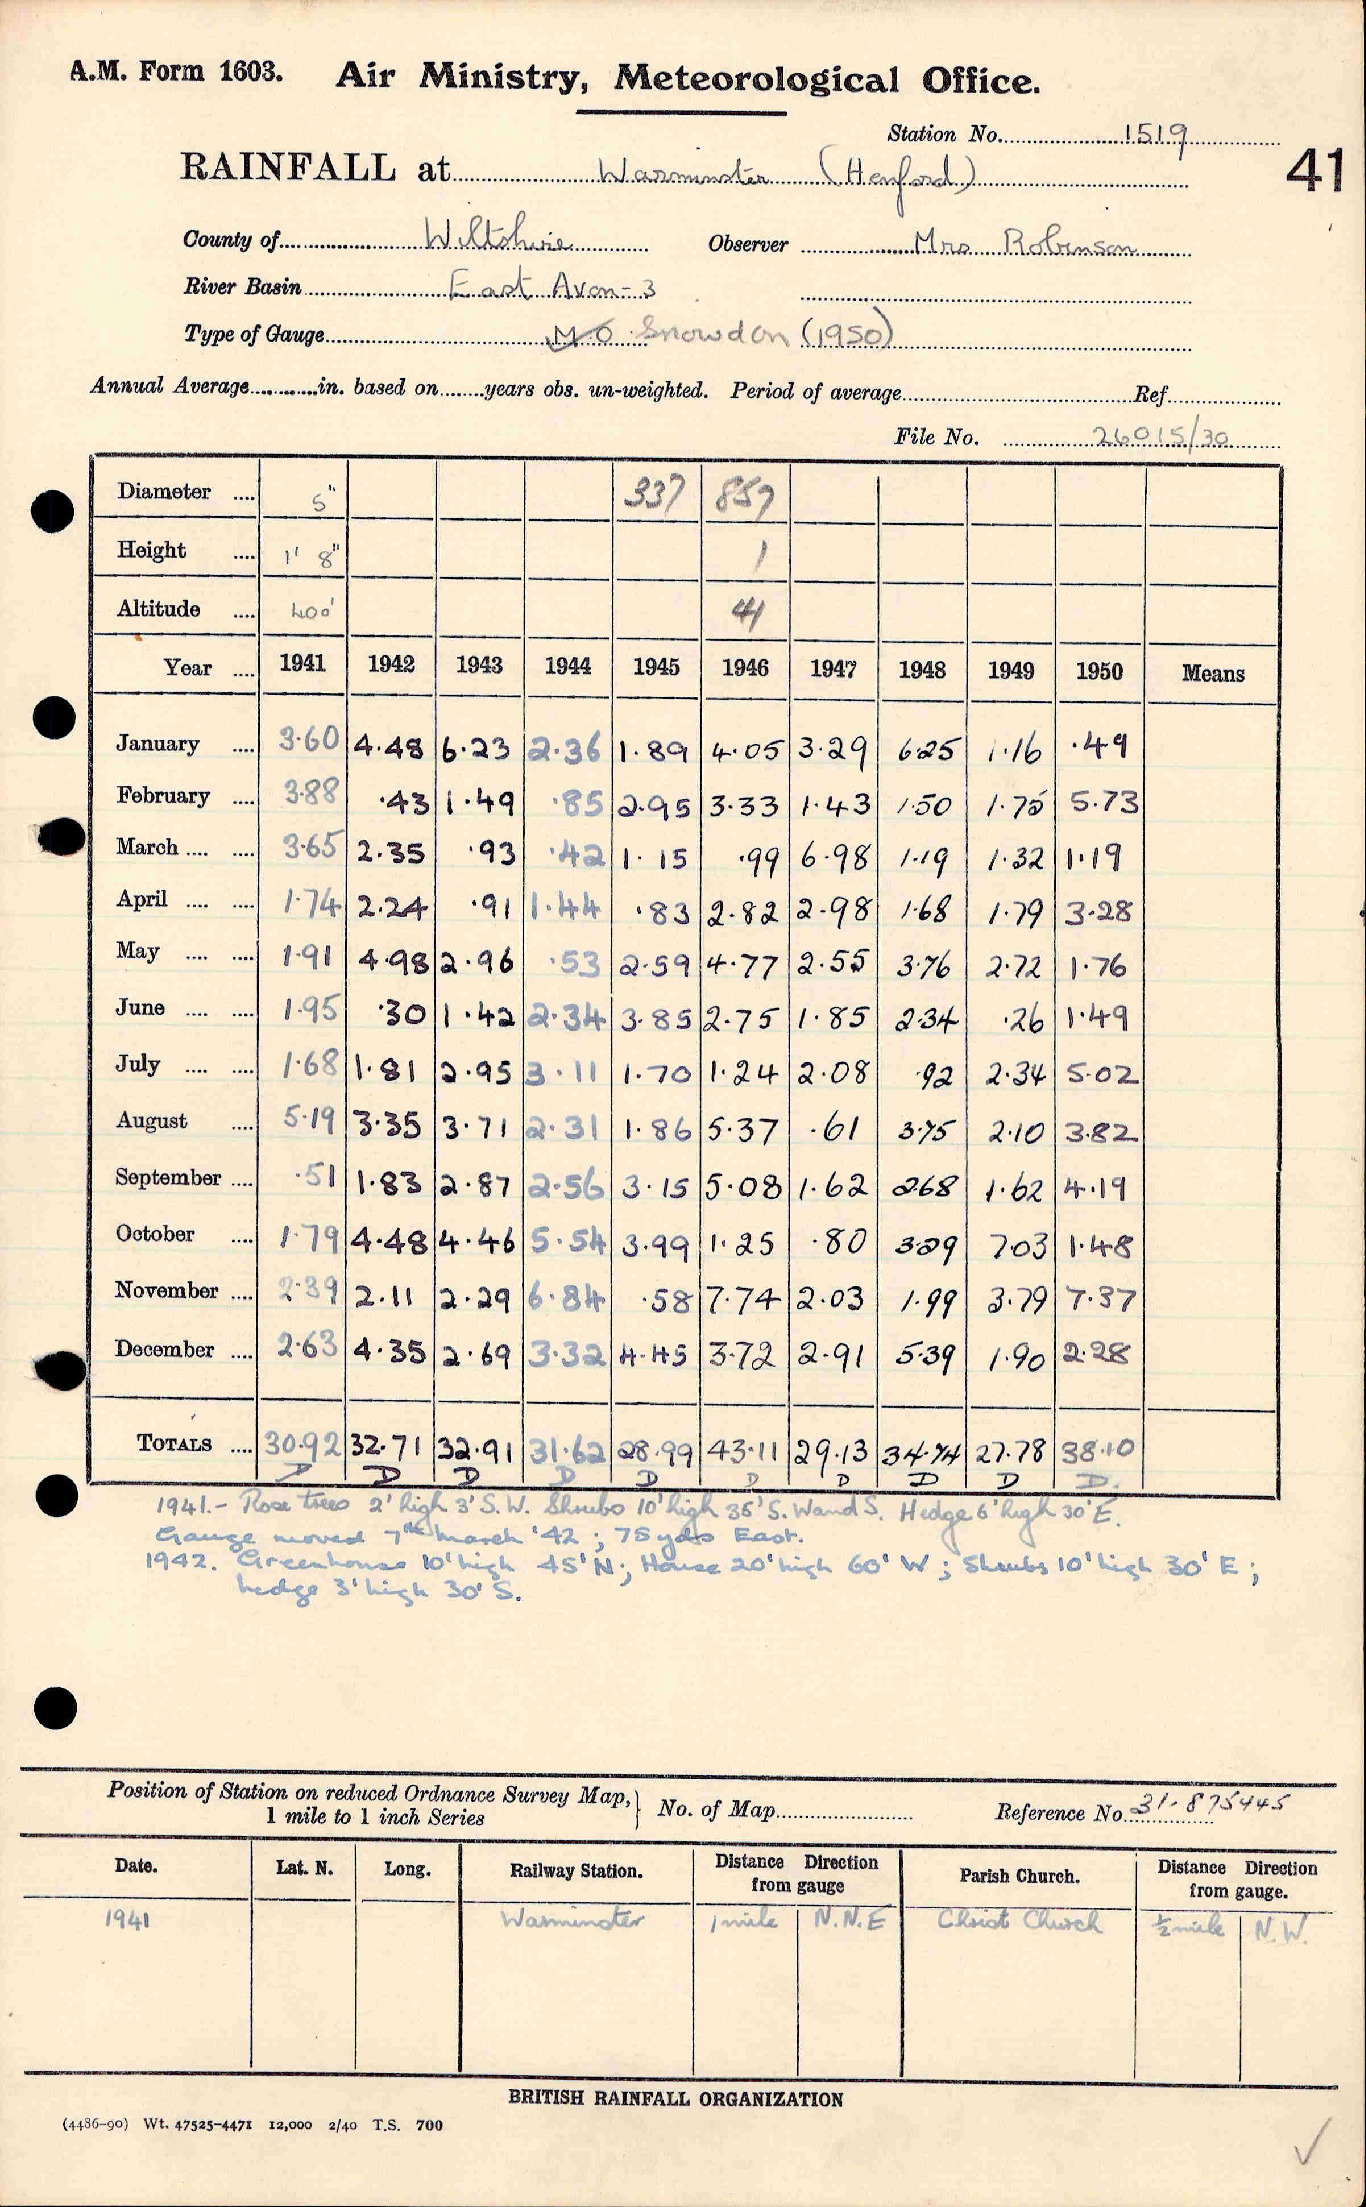 A.M. Form 1603. Air Ministry, Meteorological Office.
Station No. 1519
41
RAINFALL at Warminster (Henford)
County of Wiltshire Observer Mrs Robinson
River Basin East Avon-3
Type of Gauge M.O Snowdon (1950)
Annual Average in. based on years obs. un-weighted. Period of average Ref
File No. 26015/30
Diameter 5" 337 857
Height 1' 8" 1
Altitude 400' 41
Year 1941 1942 1943 1944 1945 1946 1947 1948 1949 1950 Means
January 3.60 4.48 6.23 2.36 1.89 4.05 3.29 6.25 1.16 .49
February 3.88 .43 1.49 .85 2.95 3.33 1.43 1.50 1.75 5.73
March 3.65 2.35 .93 .42 1.15 .99 6.98 1.19 1.32 1.19
April 1.74 2.24 .91 1.44 .83 2.82 2.98 1.68 1.79 3.28
May 1.91 4.98 2.96 .53 2.59 4.77 2.55 3.76 2.72 1.76
June 1.95 .30 1.42 2.34 3.85 2.75 1.85 2.34 .26 1.49
July 1.68 1.81 2.95 3.11 1.70 1.24 2.08 .92 2.34 5.02
August 5.19 3.35 3.71 2.31 1.86 5.37 .61 3.75 2.10 3.82
September .51 1.83 2.87 2.56 3.15 5.08 1.62 2.68 1.62 4.19
October 1.79 4.48 4.46 5.54 3.99 1.25 .80 3.29 7.03 1.48
November 2.39 2.11 2.29 6.84 .58 7.74 2.03 1.99 3.79 7.37
December 2.63 4.35 2.69 3.32 4.45 3.72 2.91 5.39 1.90 2.28
TOTALS 30.92 32.71 32.91 31.62 28.99 43.11 29.13 34.74 27.78 38.10
D D D D D D D D D D.
1941.- Rose trees 2' high 3' S.W. Shrubs 10' high 35' S.W and S. Hedge 6' high 30' E.
Gauge moved 7th March '42; 75 yds East.
1942. Greenhouse 10' high 45' N; House 20' high 60' W; Shrubs 10' high 30' E;
hedge 3' high 30' S.
Position of Station on reduced Ordnance Survey Map,
1 mile to 1 inch Series
No. of Map Reference No. 31.875445
Date. Lat. N. Long. Railway Station. Distance Direction from gauge Parish Church. Distance Direction from gauge.
1941 Warminster 1 mile N.N.E Christ Church ½ mile N.W.
BRITISH RAINFALL ORGANIZATION
(4486-90) Wt. 47525-4471 12,000 2/40 T.S. 700